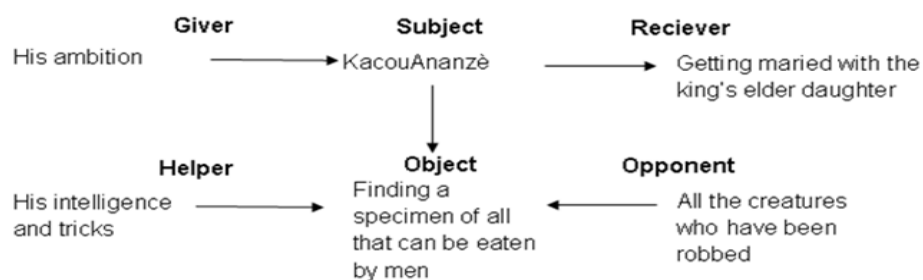 Giver Subject Reciever
His ambition KacouAnanzè Getting maried with the
king's elder daughter
Helper Object Opponent
His intelligence
and tricks
Finding a
specimen of all
that can be eaten
by men
All the creatures
who have been
robbed